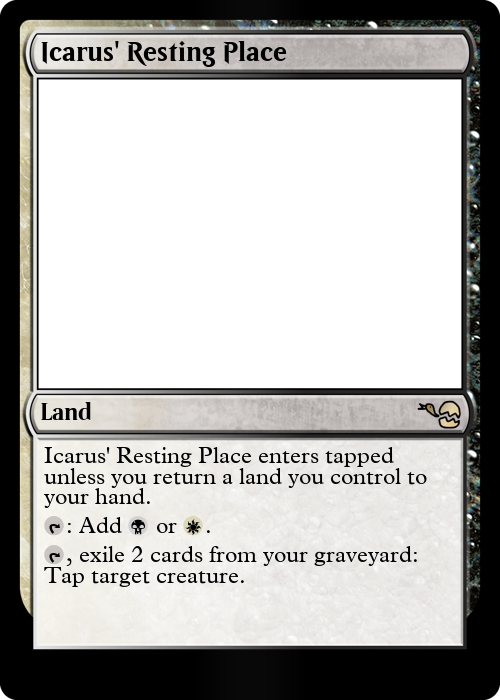 Icarus' Resting Place
Land
Icarus' Resting Place enters tapped
unless you return a land you control to
your hand.
: Add or .
, exile 2 cards from your graveyard:
Tap target creature.